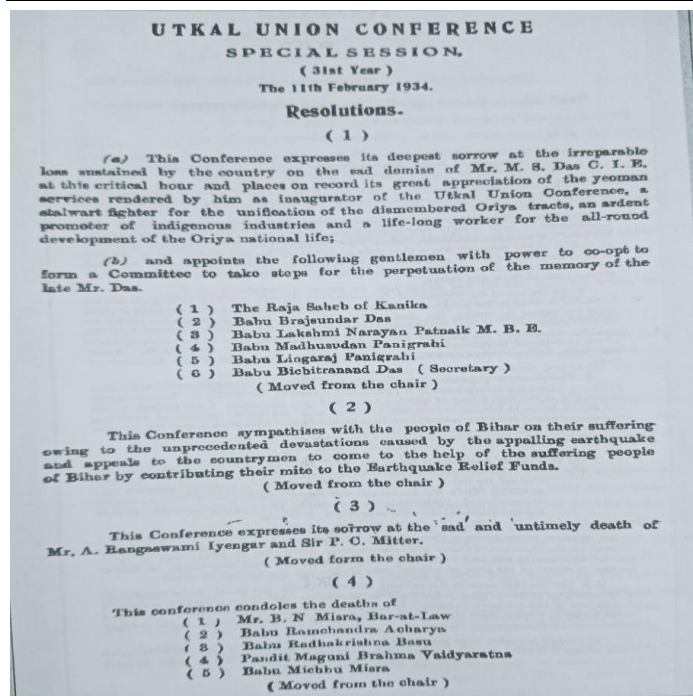 UTKAL UNION CONFERENCE
SPECIAL SESSION,
( 31st Year )
The 11th February 1934.
Resolutions.
( 1 )
(a) This Conference expresses its deepest sorrow at the irreparable
loss sustained by the country on the sad demise of Mr. M. S. Das C. I. E.
at this critical hour and places on record its great appreciation of the yeoman
services rendered by him as inaugurator of the Utkal Union Conference, a
stalwart fighter for the unification of the dismembered Oriya tracts, an ardent
promoter of indigenous industries and a life-long worker for the all-round
development of the Oriya national life;
(b) and appoints the following gentlemen with power to co-opt to
form a Committee to take steps for the perpetuation of the memory of the
late Mr. Das.
( 1 ) The Raja Saheb of Kanika
( 2 ) Babu Brajsundar Das
( 3 ) Babu Lakshmi Narayan Patnaik M. B. E.
( 4 ) Babu Madhusudan Panigrahi
( 5 ) Babu Lingaraj Panigrahi
( 6 ) Babu Bichitranand Das ( Secretary )
( Moved from the chair )
( 2 )
This Conference sympathises with the people of Bihar on their suffering
owing to the unprecedented devastations caused by the appalling earthquake
and appeals to the countrymen to come to the help of the suffering people
of Bihar by contributing their mite to the Earthquake Relief Funds.
( Moved from the chair )
( 3 )
This Conference expresses its sorrow at the sad and untimely death of
Mr. A. Rangaswami Iyengar and Sir P. C. Mitter.
( Moved form the chair )
( 4 )
This conference condoles the deaths of
( 1 ) Mr. B. N Misra, Bar-at-Law
( 2 ) Babu Ramchandra Acharya
( 3 ) Babu Radhakrishna Basu
( 4 ) Pandit Maguni Brahma Vaidyaratna
( 5 ) Babu Michhu Misra
( Moved from the chair )